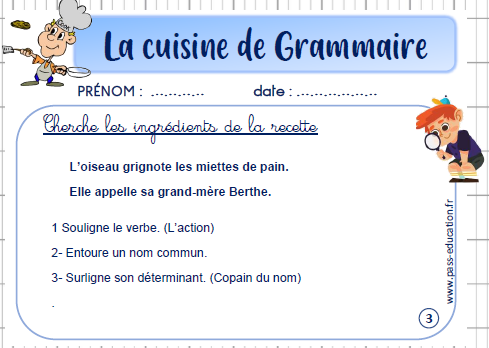 La cuisine de Grammaire
PRÉNOM : ………… date : ………………
Cherche les ingrédients de la recette
L'oiseau grignote les miettes de pain.
Elle appelle sa grand-mère Berthe.
1 Souligne le verbe. (L'action)
2- Entoure un nom commun.
3- Surligne son déterminant. (Copain du nom)
.
www.pass-education.fr
3